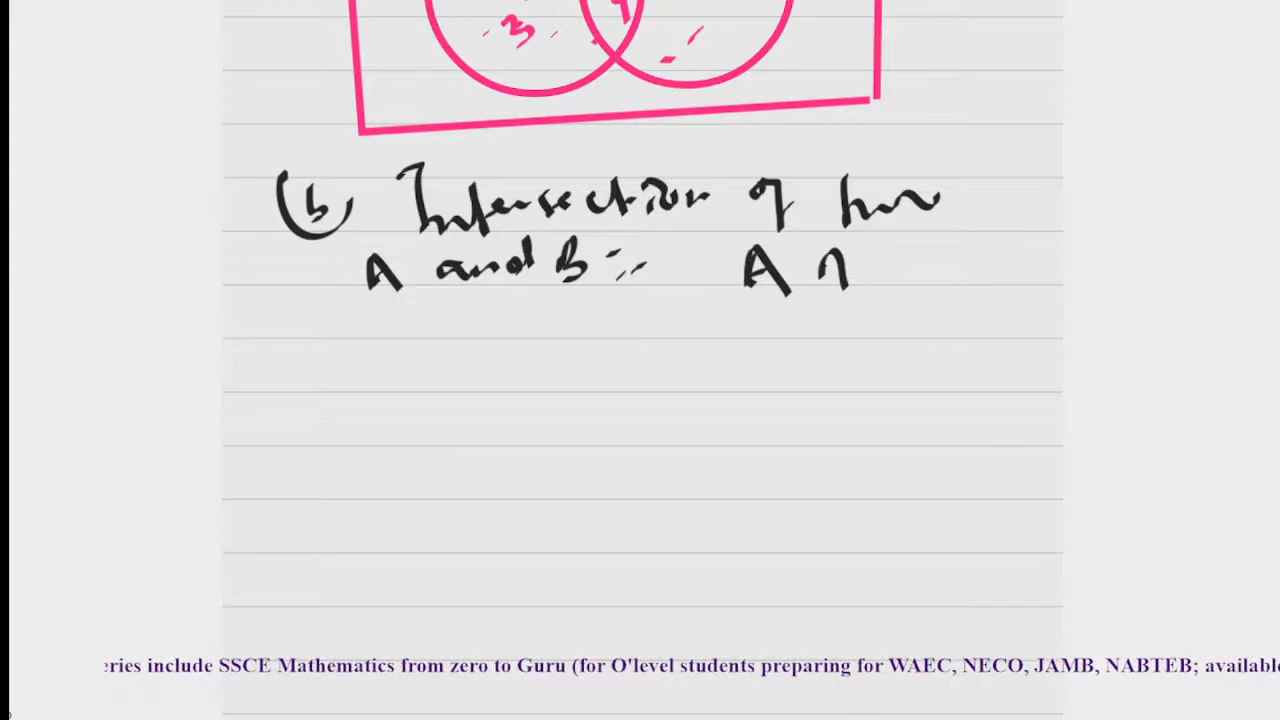 3
(b) Intersection of two
A and B :- A ∩
eries include SSCE Mathematics from zero to Guru (for O'level students preparing for WAEC, NECO, JAMB, NABTEB; available